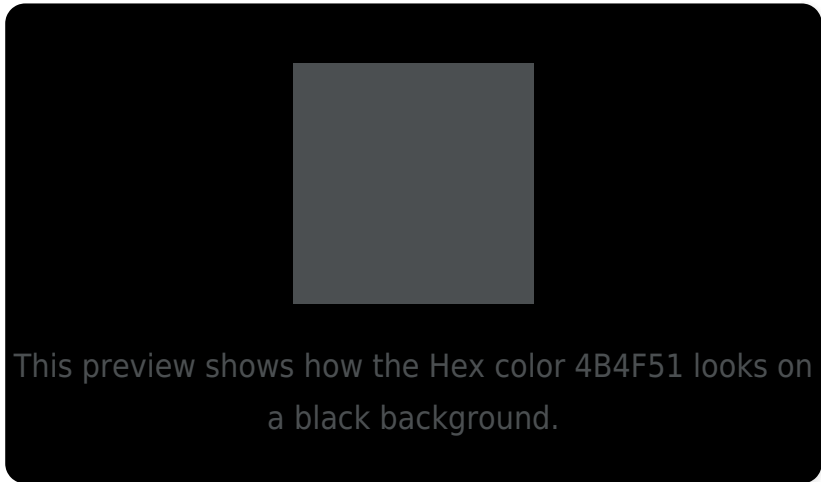 This preview shows how the Hex color 4B4F51 looks on
a black background.